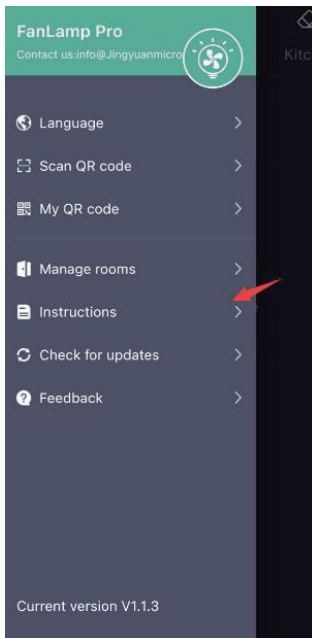 FanLamp Pro
Contact us:info@Jingyuanmicro
Kitc
Language
Scan QR code
My QR code
Manage rooms
Instructions
Check for updates
Feedback
Current version V1.1.3